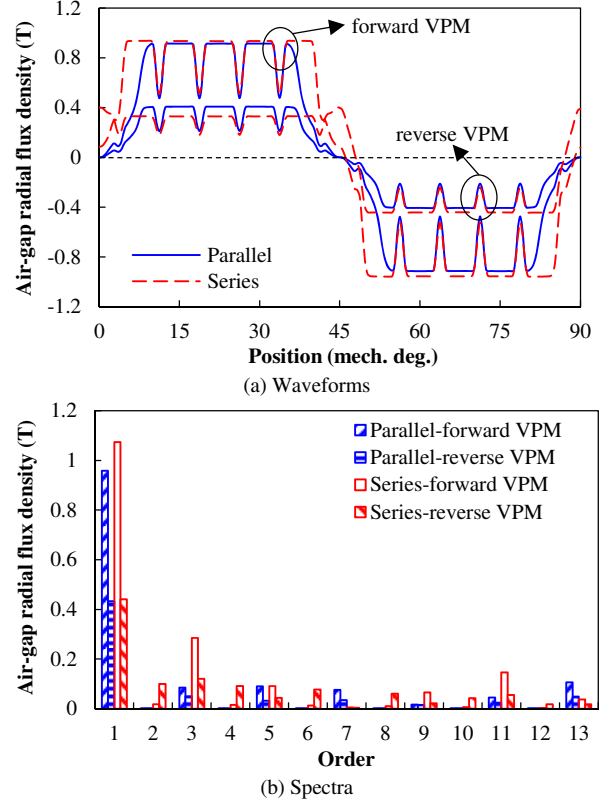 Air-gap radial flux density (T)
1.2
0.8
0.4
0
-0.4
-0.8
-1.2
forward VPM
reverse VPM
Parallel
Series
0 15 30 45 60 75 90
Position (mech. deg.)
(a) Waveforms
Air-gap radial flux density (T)
1.2
1
0.8
0.6
0.4
0.2
0
Parallel-forward VPM
Parallel-reverse VPM
Series-forward VPM
Series-reverse VPM
1 2 3 4 5 6 7 8 9 10 11 12 13
Order
(b) Spectra